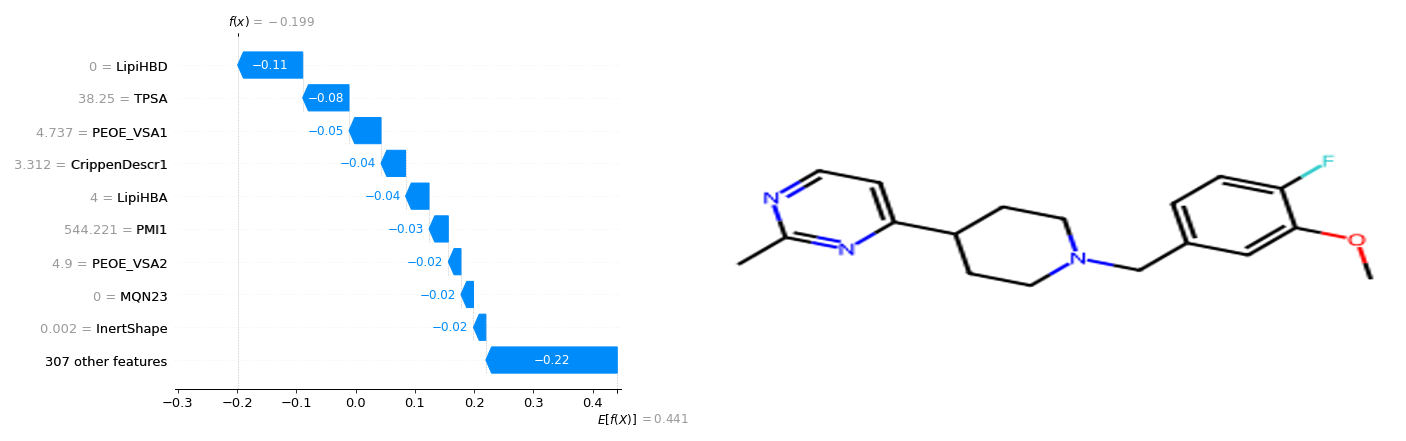 f(x) = −0.199
0 = LipiHBD
−0.11
38.25 = TPSA
−0.08
4.737 = PEOE_VSA1
−0.05
3.312 = CrippenDescr1
−0.04
4 = LipiHBA
−0.04
544.221 = PMI1
−0.03
4.9 = PEOE_VSA2
−0.02
0 = MQN23
−0.02
0.002 = InertShape
−0.02
307 other features
−0.22
−0.3 −0.2 −0.1 0.0 0.1 0.2 0.3 0.4
E[f(X)] = 0.441
F
N
O
N
N